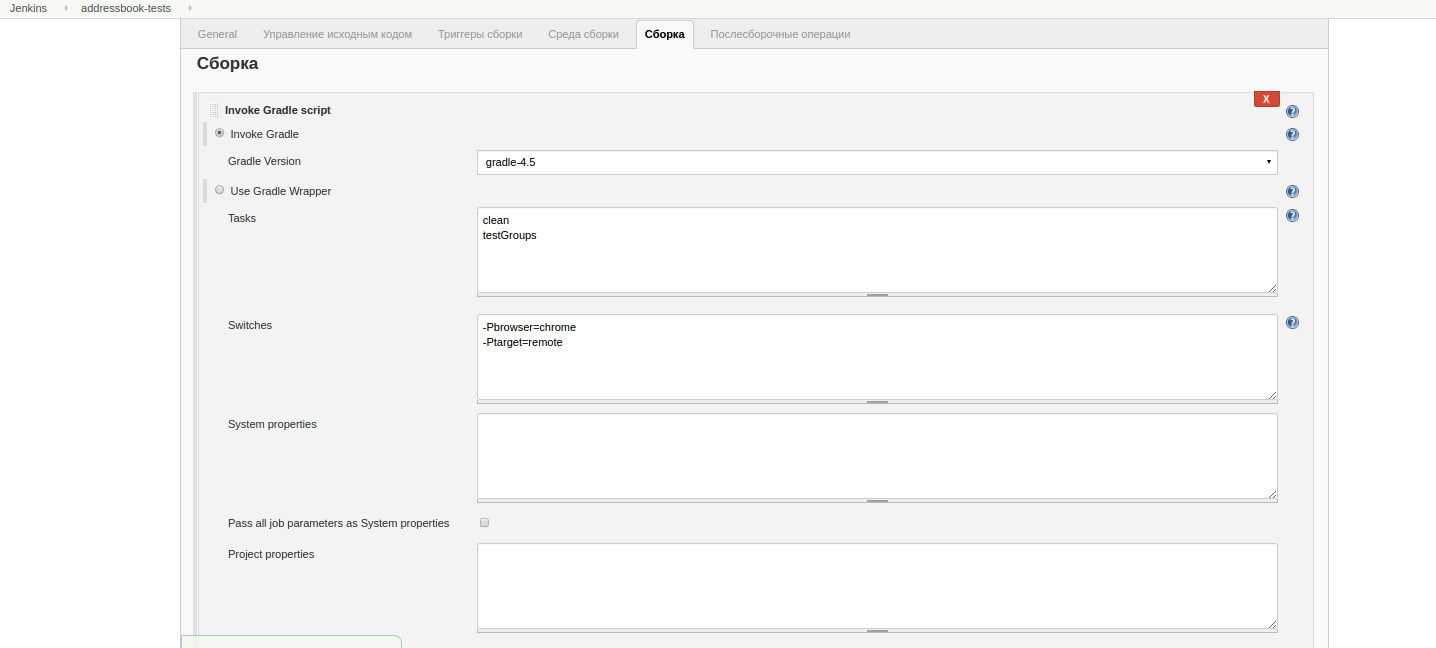 Jenkins addressbook-tests
General Управление исходным кодом Триггеры сборки Среда сборки Сборка Послесборочные операции
Сборка
X
Invoke Gradle script ?
Invoke Gradle ?
Gradle Version gradle-4.5
Use Gradle Wrapper ?
Tasks clean ?
testGroups
Switches -Pbrowser=chrome ?
-Ptarget=remote
System properties
Pass all job parameters as System properties
Project properties